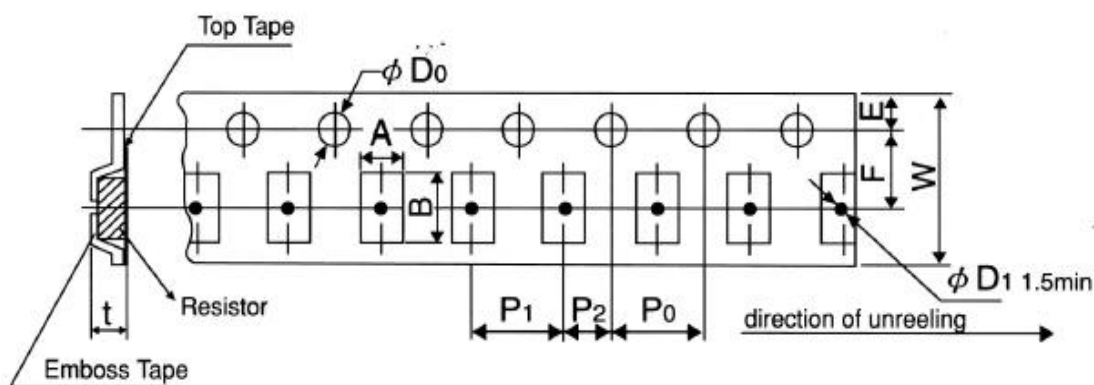 Top Tape
φ D0
A
B
E
F
W
t
Resistor
Emboss Tape
P1
P2
P0
φ D1 1.5min
direction of unreeling